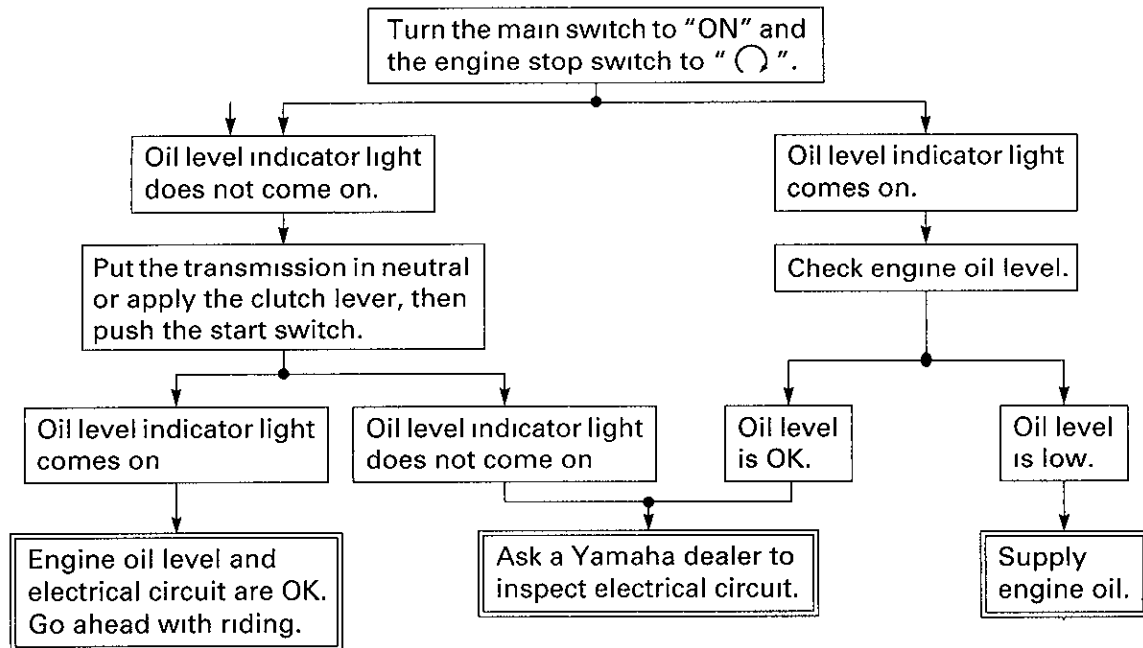 Turn the main switch to “ON” and
the engine stop switch to “ ”.
Oil level indicator light
does not come on.
Oil level indicator light
comes on.
Put the transmission in neutral
or apply the clutch lever, then
push the start switch.
Check engine oil level.
Oil level indicator light
comes on
Oil level indicator light
does not come on
Oil level
is OK.
Oil level
is low.
Engine oil level and
electrical circuit are OK.
Go ahead with riding.
Ask a Yamaha dealer to
inspect electrical circuit.
Supply
engine oil.